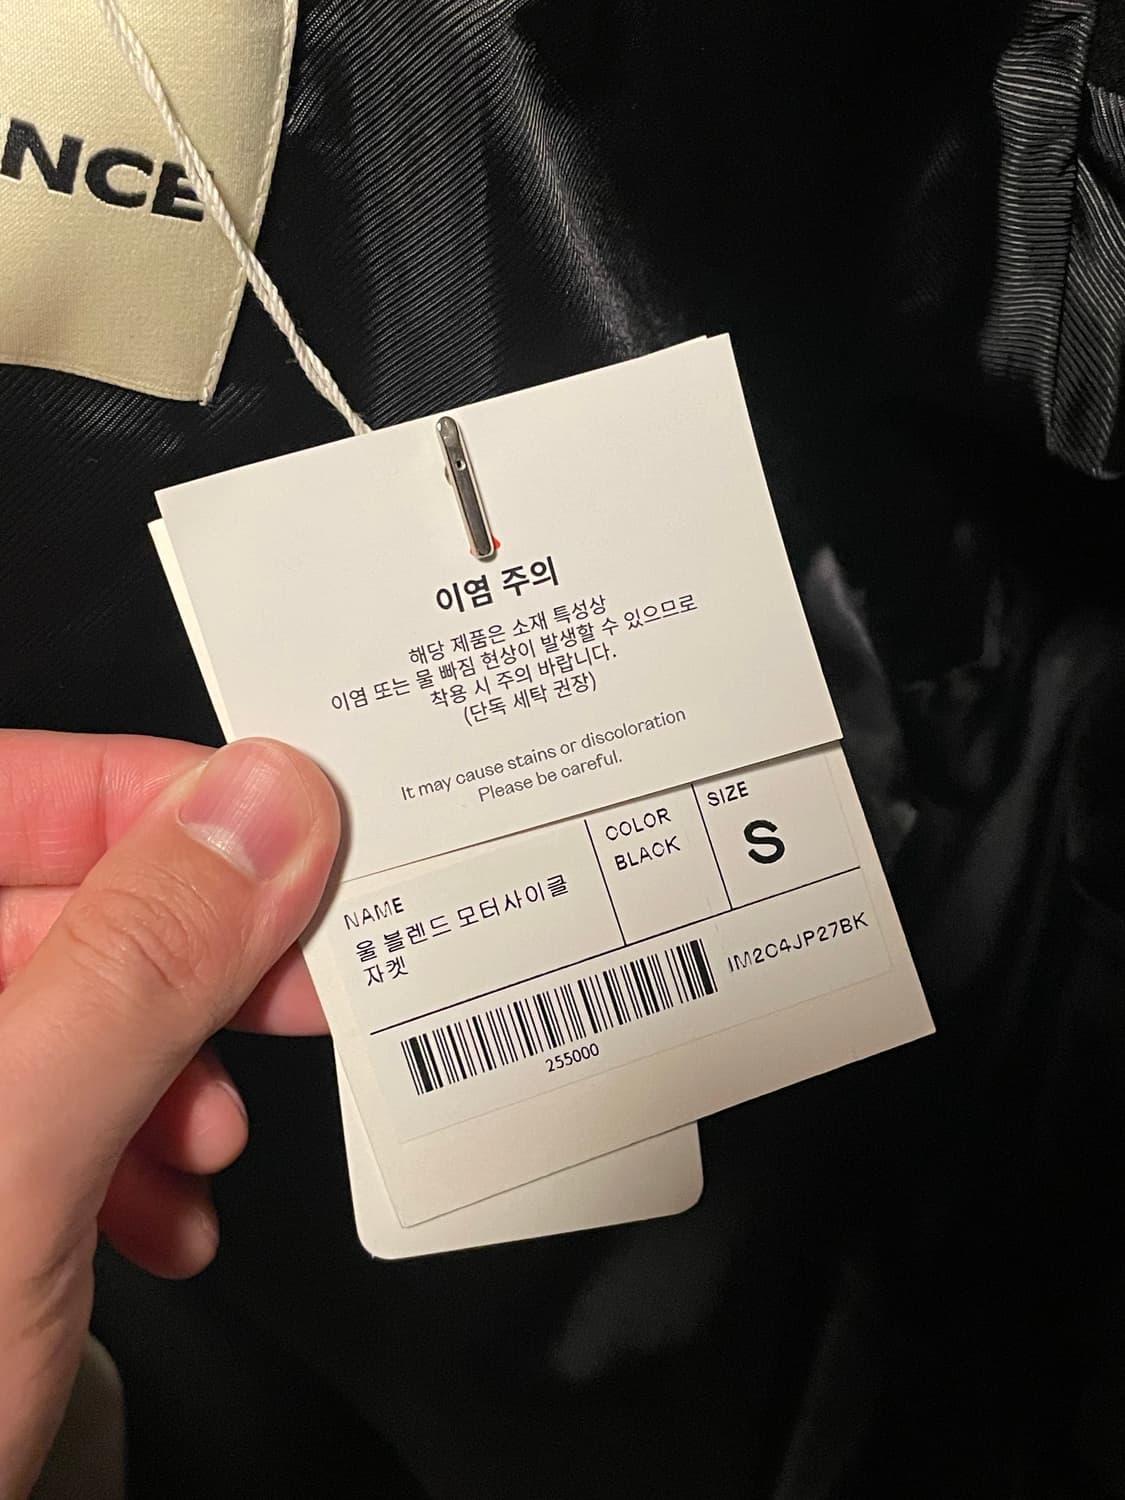 NCE
이염 주의
해당 제품은 소재 특성상
이염 또는 물 빠짐 현상이 발생할 수 있으므로
착용 시 주의 바랍니다.
(단독 세탁 권장)
It may cause stains or discoloration
Please be careful.
NAME
울 블렌드 모터사이클
자켓
COLOR
BLACK
SIZE
S
IM2C4JP27BK
255000